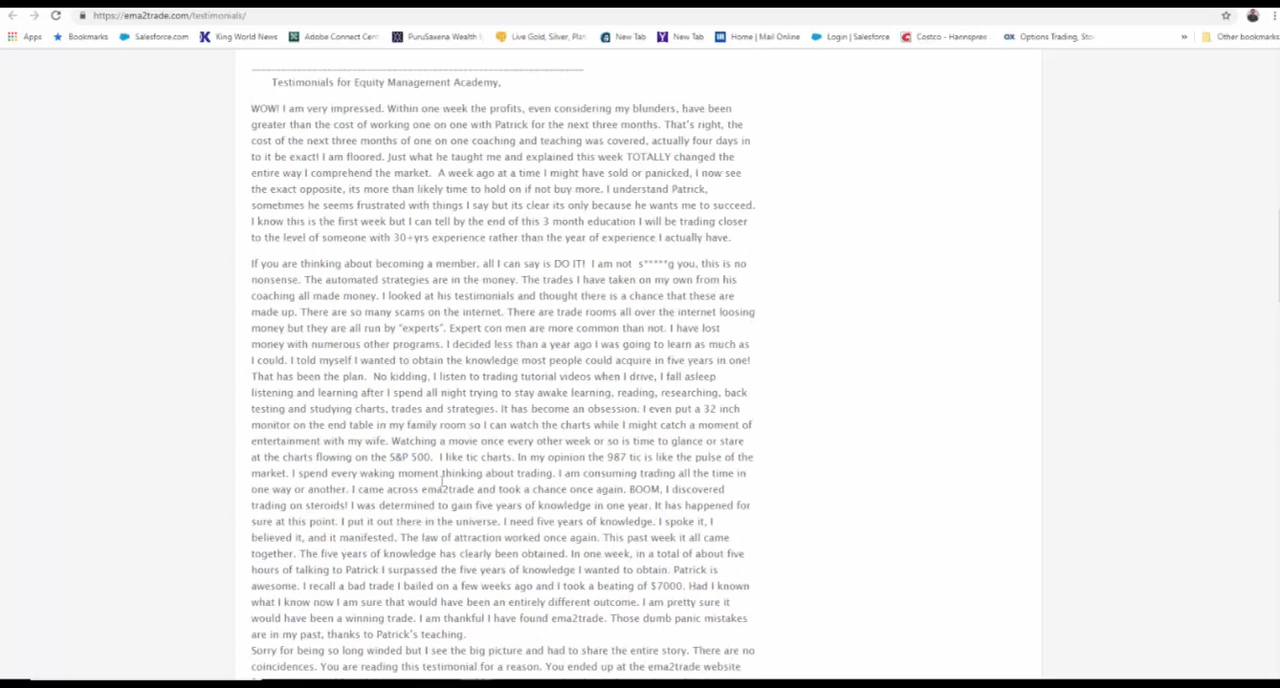 https://ema2trade.com/testimonials/
Apps Bookmarks Salesforce.com King World News Adobe Connect Cent PuruSaxena Wealth Live Gold, Silver, Plat New Tab New Tab Home | Mail Online Login | Salesforce Costco - Hannspree Options Trading, Sto » Other bookmarks
Testimonials for Equity Management Academy,
WOW! I am very impressed. Within one week the profits, even considering my blunders, have been
greater than the cost of working one on one with Patrick for the next three months. That's right, the
cost of the next three months of one on one coaching and teaching was covered, actually four days in
to it be exact! I am floored. Just what he taught me and explained this week TOTALLY changed the
entire way I comprehend the market. A week ago at a time I might have sold or panicked, I now see
the exact opposite, its more than likely time to hold on if not buy more. I understand Patrick,
sometimes he seems frustrated with things I say but its clear its only because he wants me to succeed.
I know this is the first week but I can tell by the end of this 3 month education I will be trading closer
to the level of someone with 30+yrs experience rather than the year of experience I actually have.
If you are thinking about becoming a member, all I can say is DO IT! I am not s*****g you, this is no
nonsense. The automated strategies are in the money. The trades I have taken on my own from his
coaching all made money. I looked at his testimonials and thought there is a chance that these are
made up. There are so many scams on the internet. There are trade rooms all over the internet loosing
money but they are all run by "experts". Expert con men are more common than not. I have lost
money with numerous other programs. I decided less than a year ago I was going to learn as much as
I could. I told myself I wanted to obtain the knowledge most people could acquire in five years in one!
That has been the plan. No kidding, I listen to trading tutorial videos when I drive, I fall asleep
listening and learning after I spend all night trying to stay awake learning, reading, researching, back
testing and studying charts, trades and strategies. It has become an obsession. I even put a 32 inch
monitor on the end table in my family room so I can watch the charts while I might catch a moment of
entertainment with my wife. Watching a movie once every other week or so is time to glance or stare
at the charts flowing on the S&P 500. I like tic charts. In my opinion the 987 tic is like the pulse of the
market. I spend every waking moment thinking about trading. I am consuming trading all the time in
one way or another. I came across ema2trade and took a chance once again. BOOM, I discovered
trading on steroids! I was determined to gain five years of knowledge in one year. It has happened for
sure at this point. I put it out there in the universe. I need five years of knowledge. I spoke it, I
believed it, and it manifested. The law of attraction worked once again. This past week it all came
together. The five years of knowledge has clearly been obtained. In one week, in a total of about five
hours of talking to Patrick I surpassed the five years of knowledge I wanted to obtain. Patrick is
awesome. I recall a bad trade I bailed on a few weeks ago and I took a beating of $7000. Had I known
what I know now I am sure that would have been an entirely different outcome. I am pretty sure it
would have been a winning trade. I am thankful I have found ema2trade. Those dumb panic mistakes
are in my past, thanks to Patrick's teaching.
Sorry for being so long winded but I see the big picture and had to share the entire story. There are no
coincidences. You are reading this testimonial for a reason. You ended up at the ema2trade website